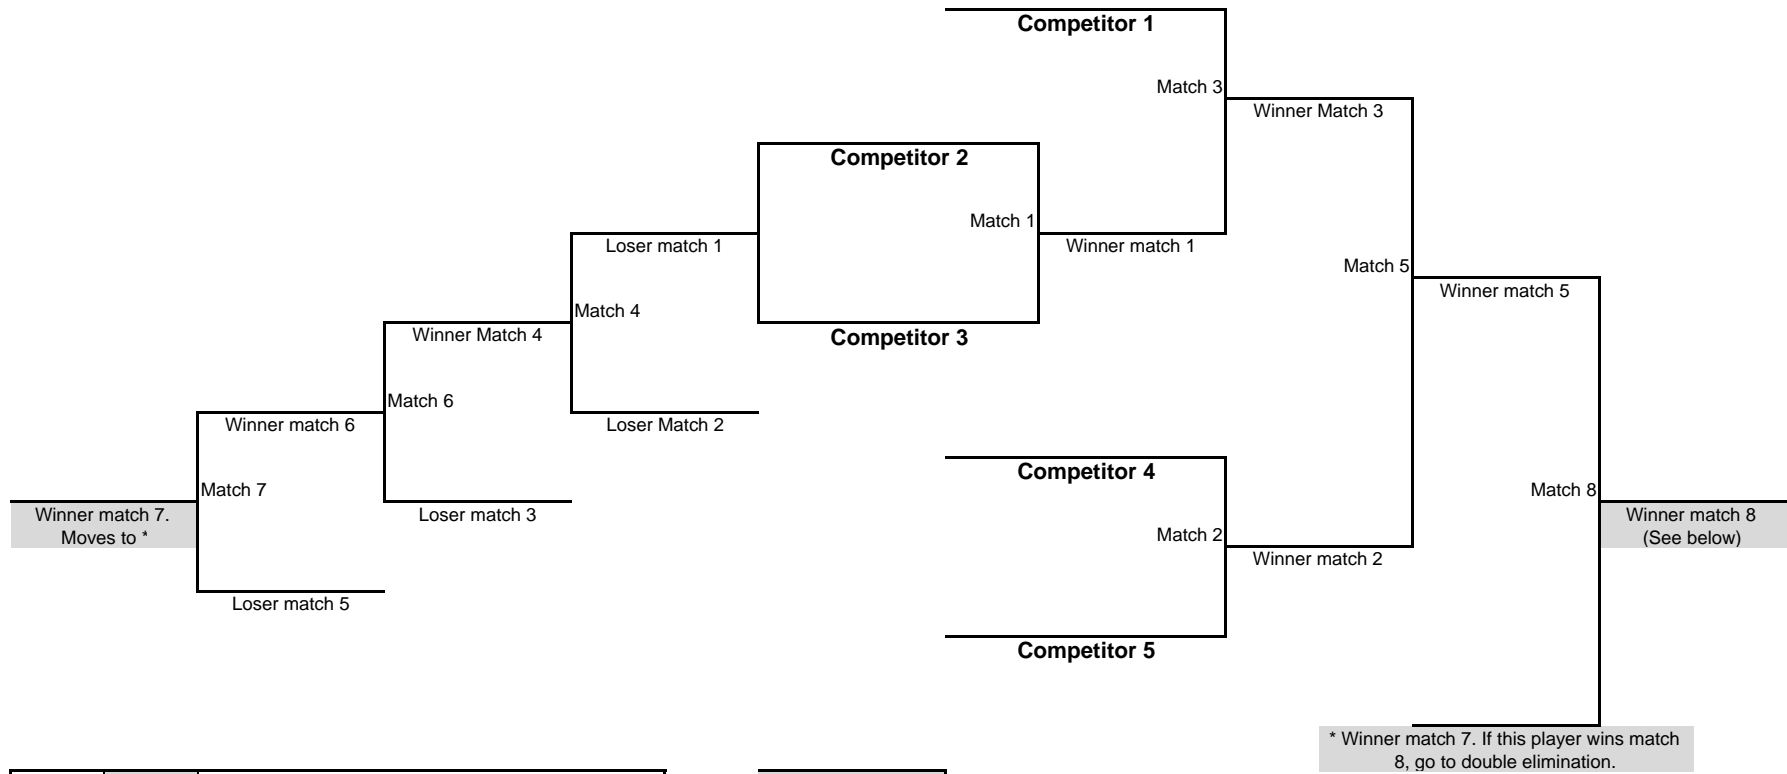 Competitor 1
Match 3
Winner Match 3
Competitor 2
Match 1
Loser match 1
Winner match 1
Match 5
Winner match 5
Match 4
Winner Match 4
Competitor 3
Match 6
Winner match 6
Loser Match 2
Competitor 4
Match 7
Match 8
Winner match 7.
Moves to *
Loser match 3
Winner match 8
(See below)
Match 2
Winner match 2
Loser match 5
Competitor 5
* Winner match 7. If this player wins match
8, go to double elimination.